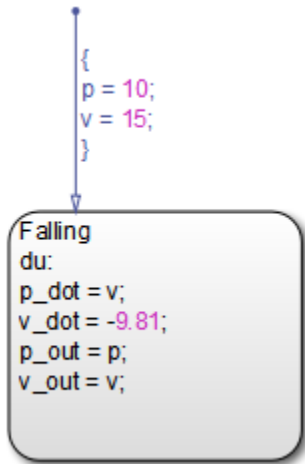 {
p = 10;
v = 15;
}
Falling
du:
p_dot = v;
v_dot = -9.81;
p_out = p;
v_out = v;